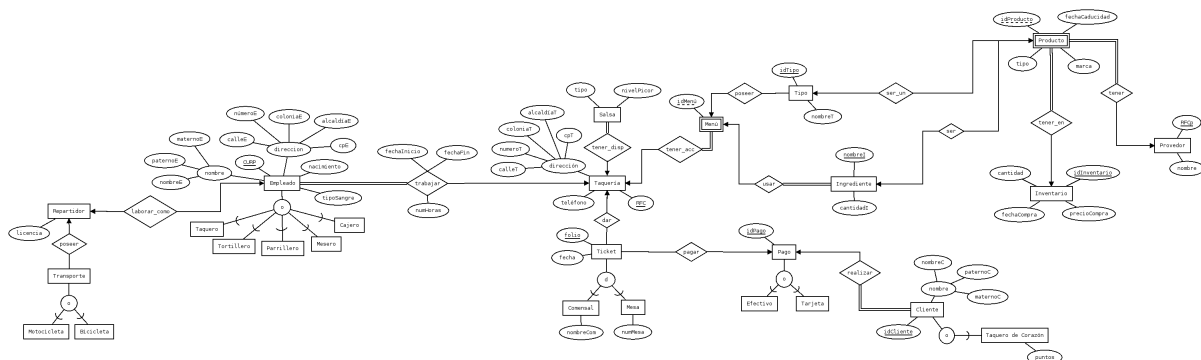 idProducto
fechaCaducidad
Producto
tipo
marca
idTipo
Tipo
nombreT
poseer
ser_un
tener
tipo
nivelPicor
Salsa
idMenú
Menú
alcaldiaT
coloniaT
cpT
numeroT
calleT
dirección
tener_disp
tener_acc
ser
tener_en
RFCp
Provedor
nombre
númeroE
coloniaE
alcaldiaE
calleE
cpE
direccion
maternoE
paternoE
nombreE
nombre
CURP
nacimiento
Empleado
tipoSangre
fechaInicio
fechaFin
trabajar
numHoras
Taqueria
teléfono
RFC
nombreI
usar
Ingrediente
cantidadI
cantidad
idInventario
Inventario
fechaCompra
precioCompra
Repartidor
licencia
laborar_como
o
Taquero
Tortillero
Parrillero
Mesero
Cajero
poseer
Transporte
o
Motocicleta
Bicicleta
dar
folio
fecha
Ticket
pagar
idPago
Pago
d
Comensal
nombreCom
Mesa
numMesa
o
Efectivo
Tarjeta
realizar
nombreC
paternoC
nombre
maternoC
Cliente
idCliente
o
Taquero de Corazón
puntos